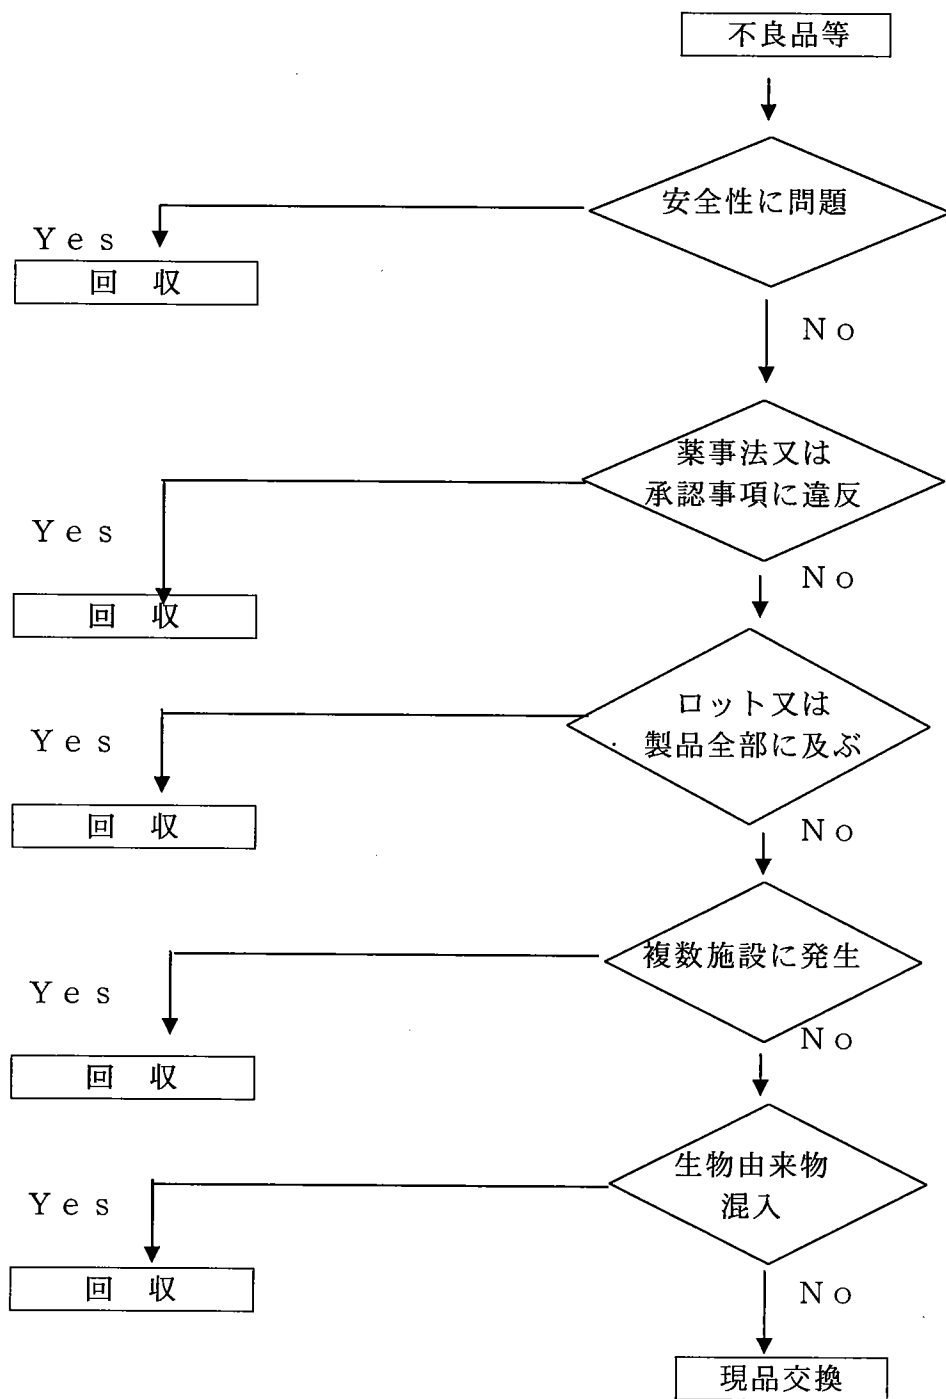 不良品等
安全性に問題
Yes
回 収
No
薬事法又は
承認事項に違反
Yes
回 収
No
ロット又は
製品全部に及ぶ
Yes
回 収
No
複数施設に発生
Yes
回 収
No
生物由来物
混入
Yes
回 収
No
現品交換